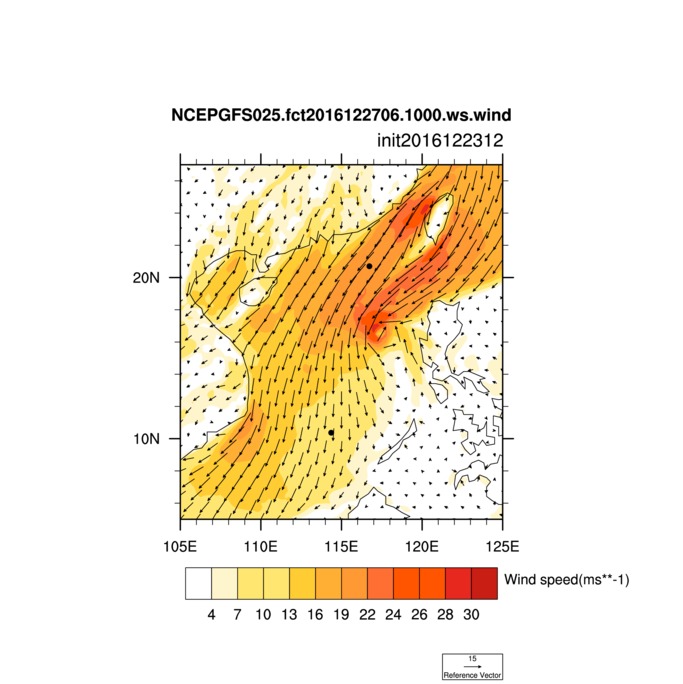 NCEPGFS025.fct2016122706.1000.ws.wind
init2016122312
20N
10N
105E 110E 115E 120E 125E
Wind speed(ms**-1)
4 7 10 13 16 19 22 24 26 28 30
15
Reference Vector